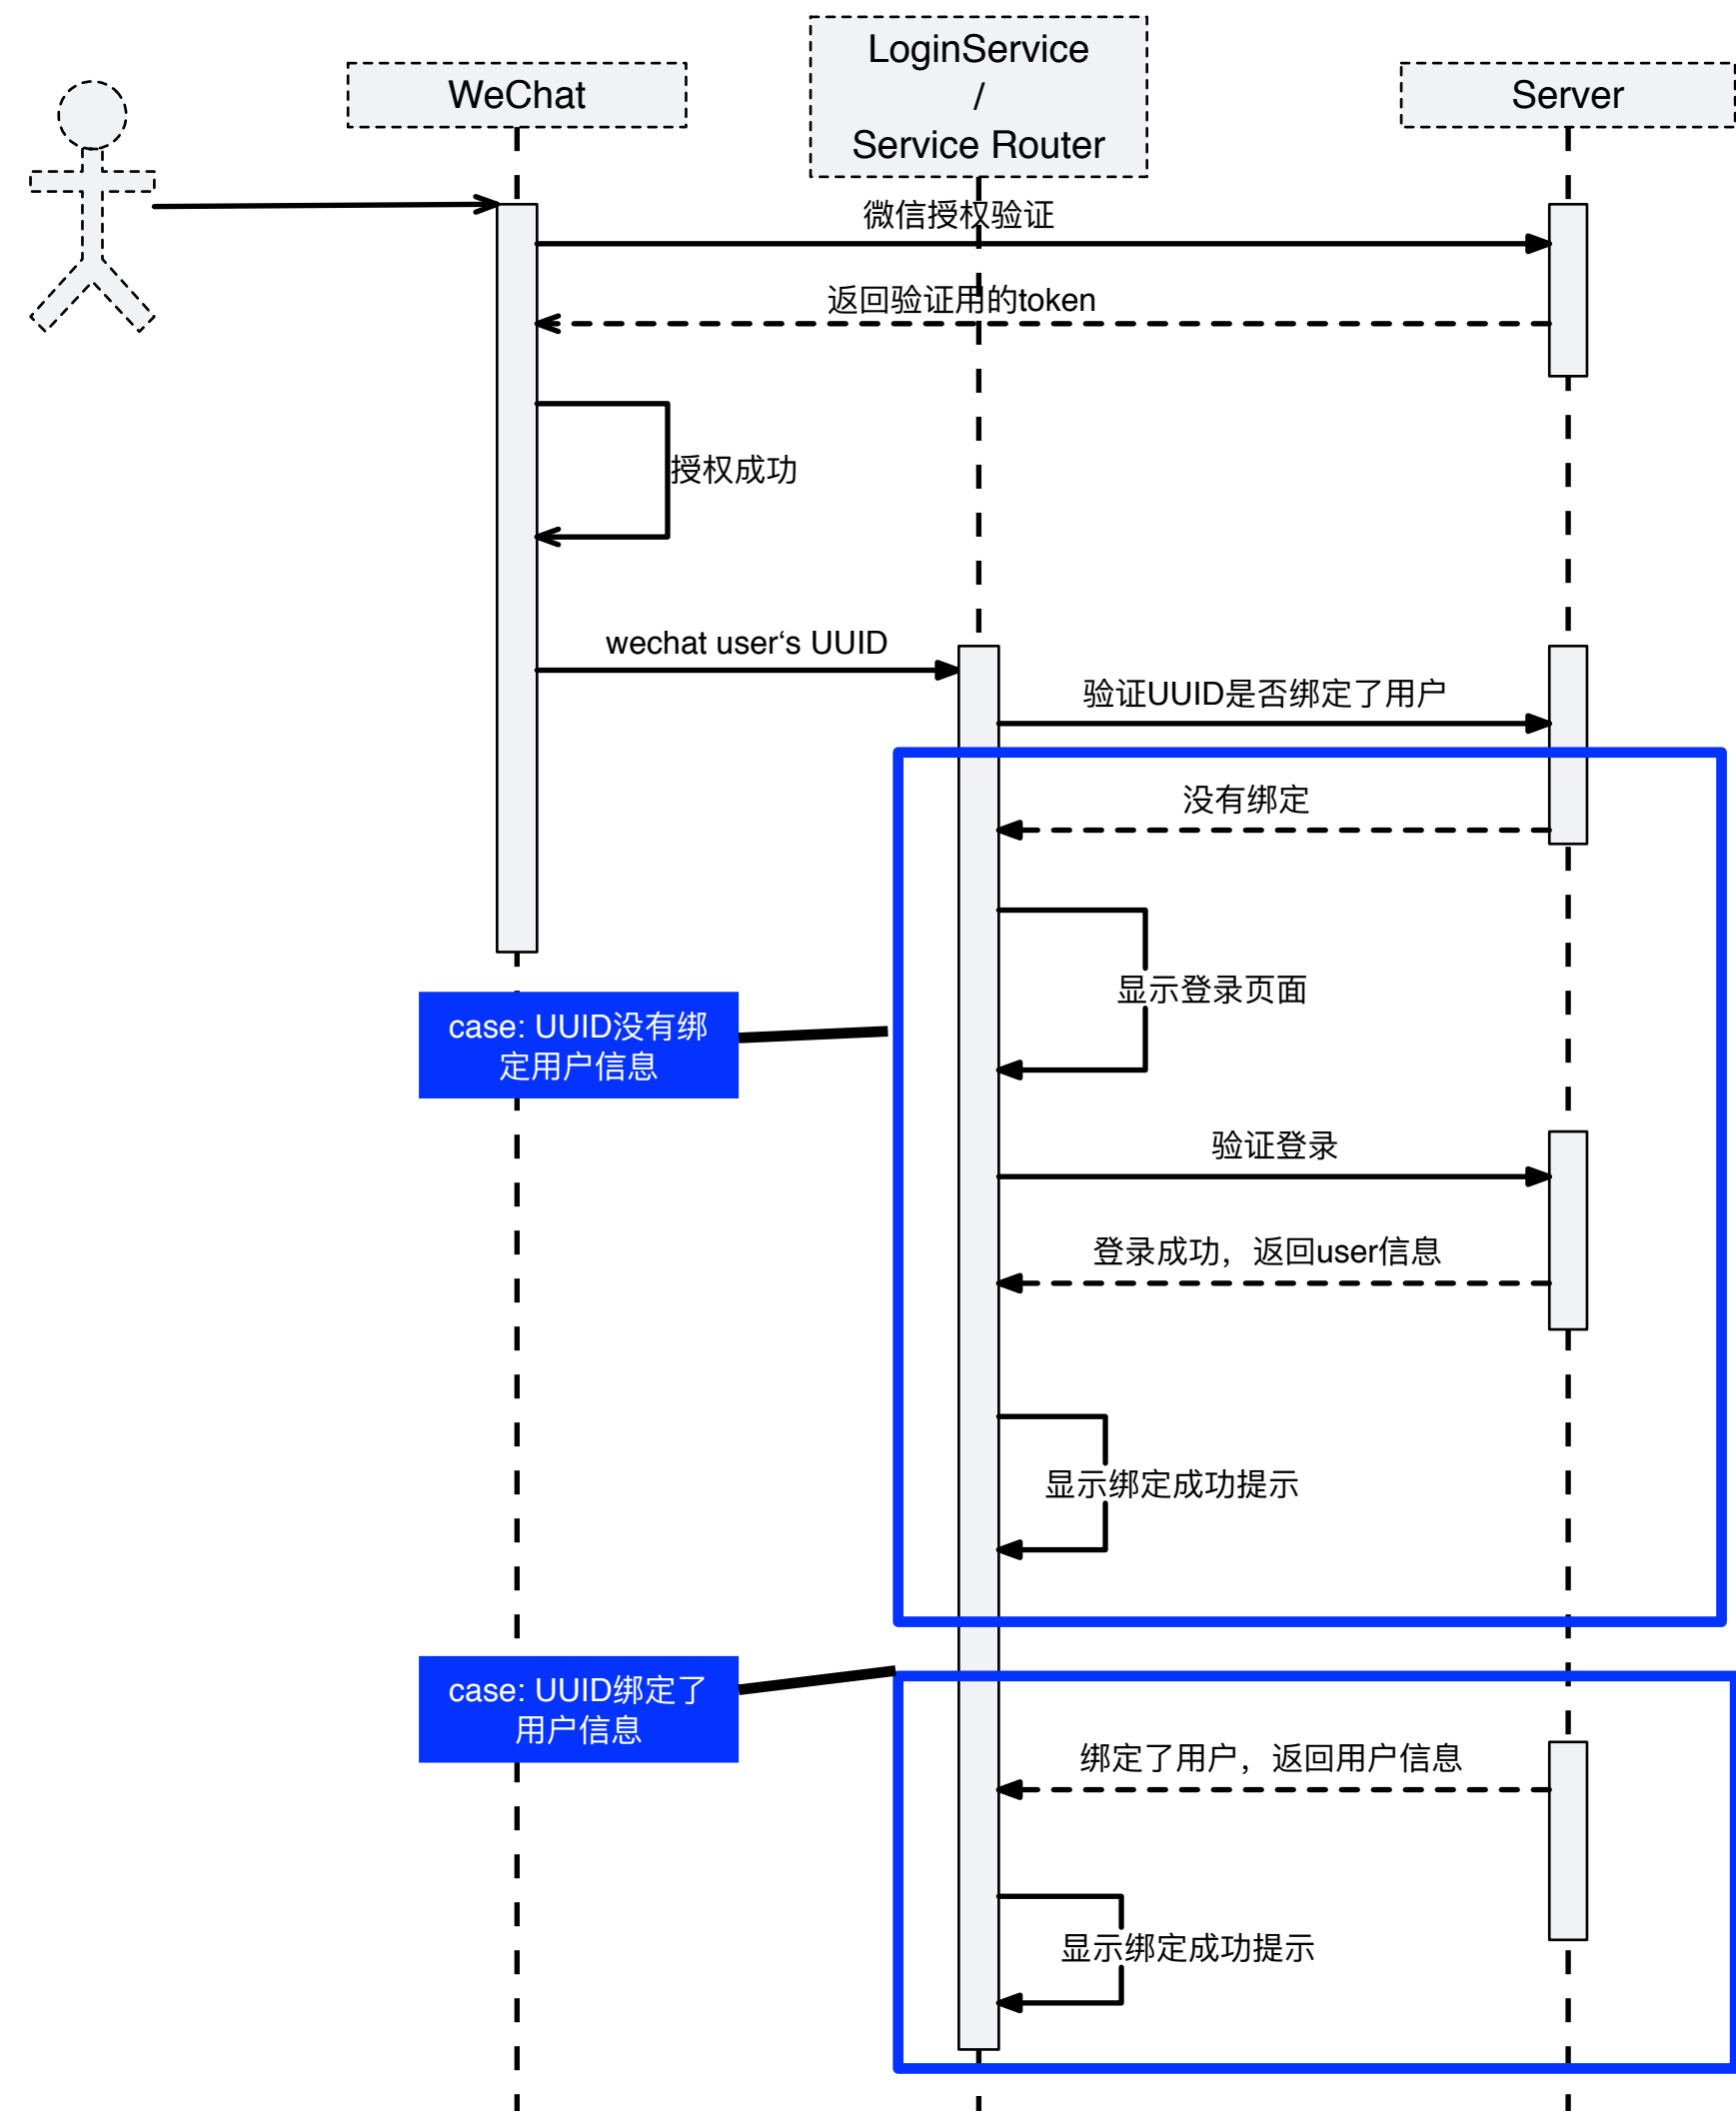 WeChat
LoginService
/
Service Router
Server
微信授权验证
返回验证用的token
授权成功
wechat user‘s UUID
验证UUID是否绑定了用户
没有绑定
显示登录页面
case: UUID没有绑
定用户信息
验证登录
登录成功，返回user信息
显示绑定成功提示
case: UUID绑定了
用户信息
绑定了用户，返回用户信息
显示绑定成功提示